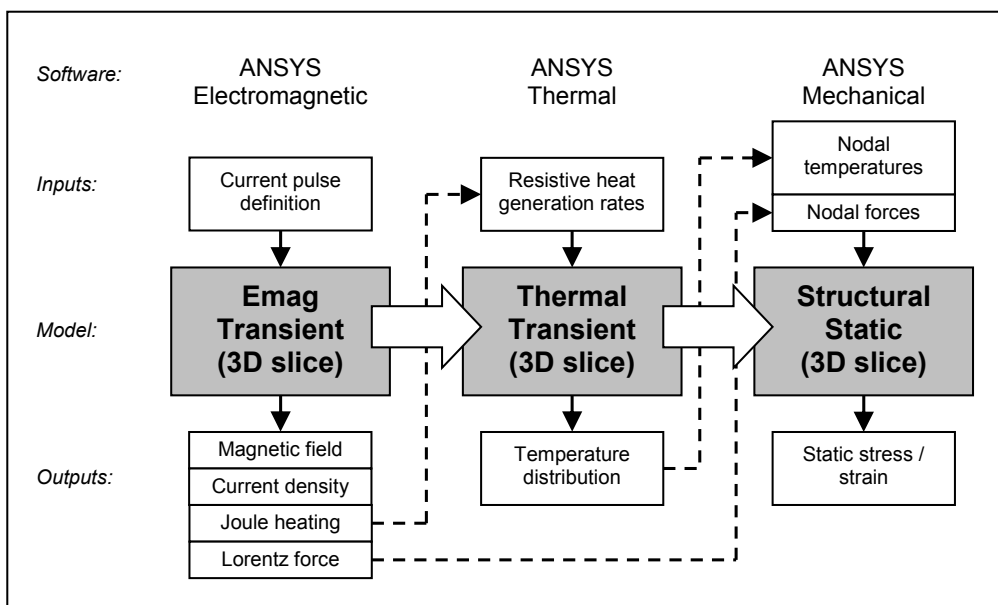 Software:
ANSYS
Electromagnetic
ANSYS
Thermal
ANSYS
Mechanical
Inputs:
Current pulse
definition
Resistive heat
generation rates
Nodal
temperatures
Nodal forces
Model:
Emag
Transient
(3D slice)
Thermal
Transient
(3D slice)
Structural
Static
(3D slice)
Outputs:
Magnetic field
Current density
Joule heating
Lorentz force
Temperature
distribution
Static stress /
strain